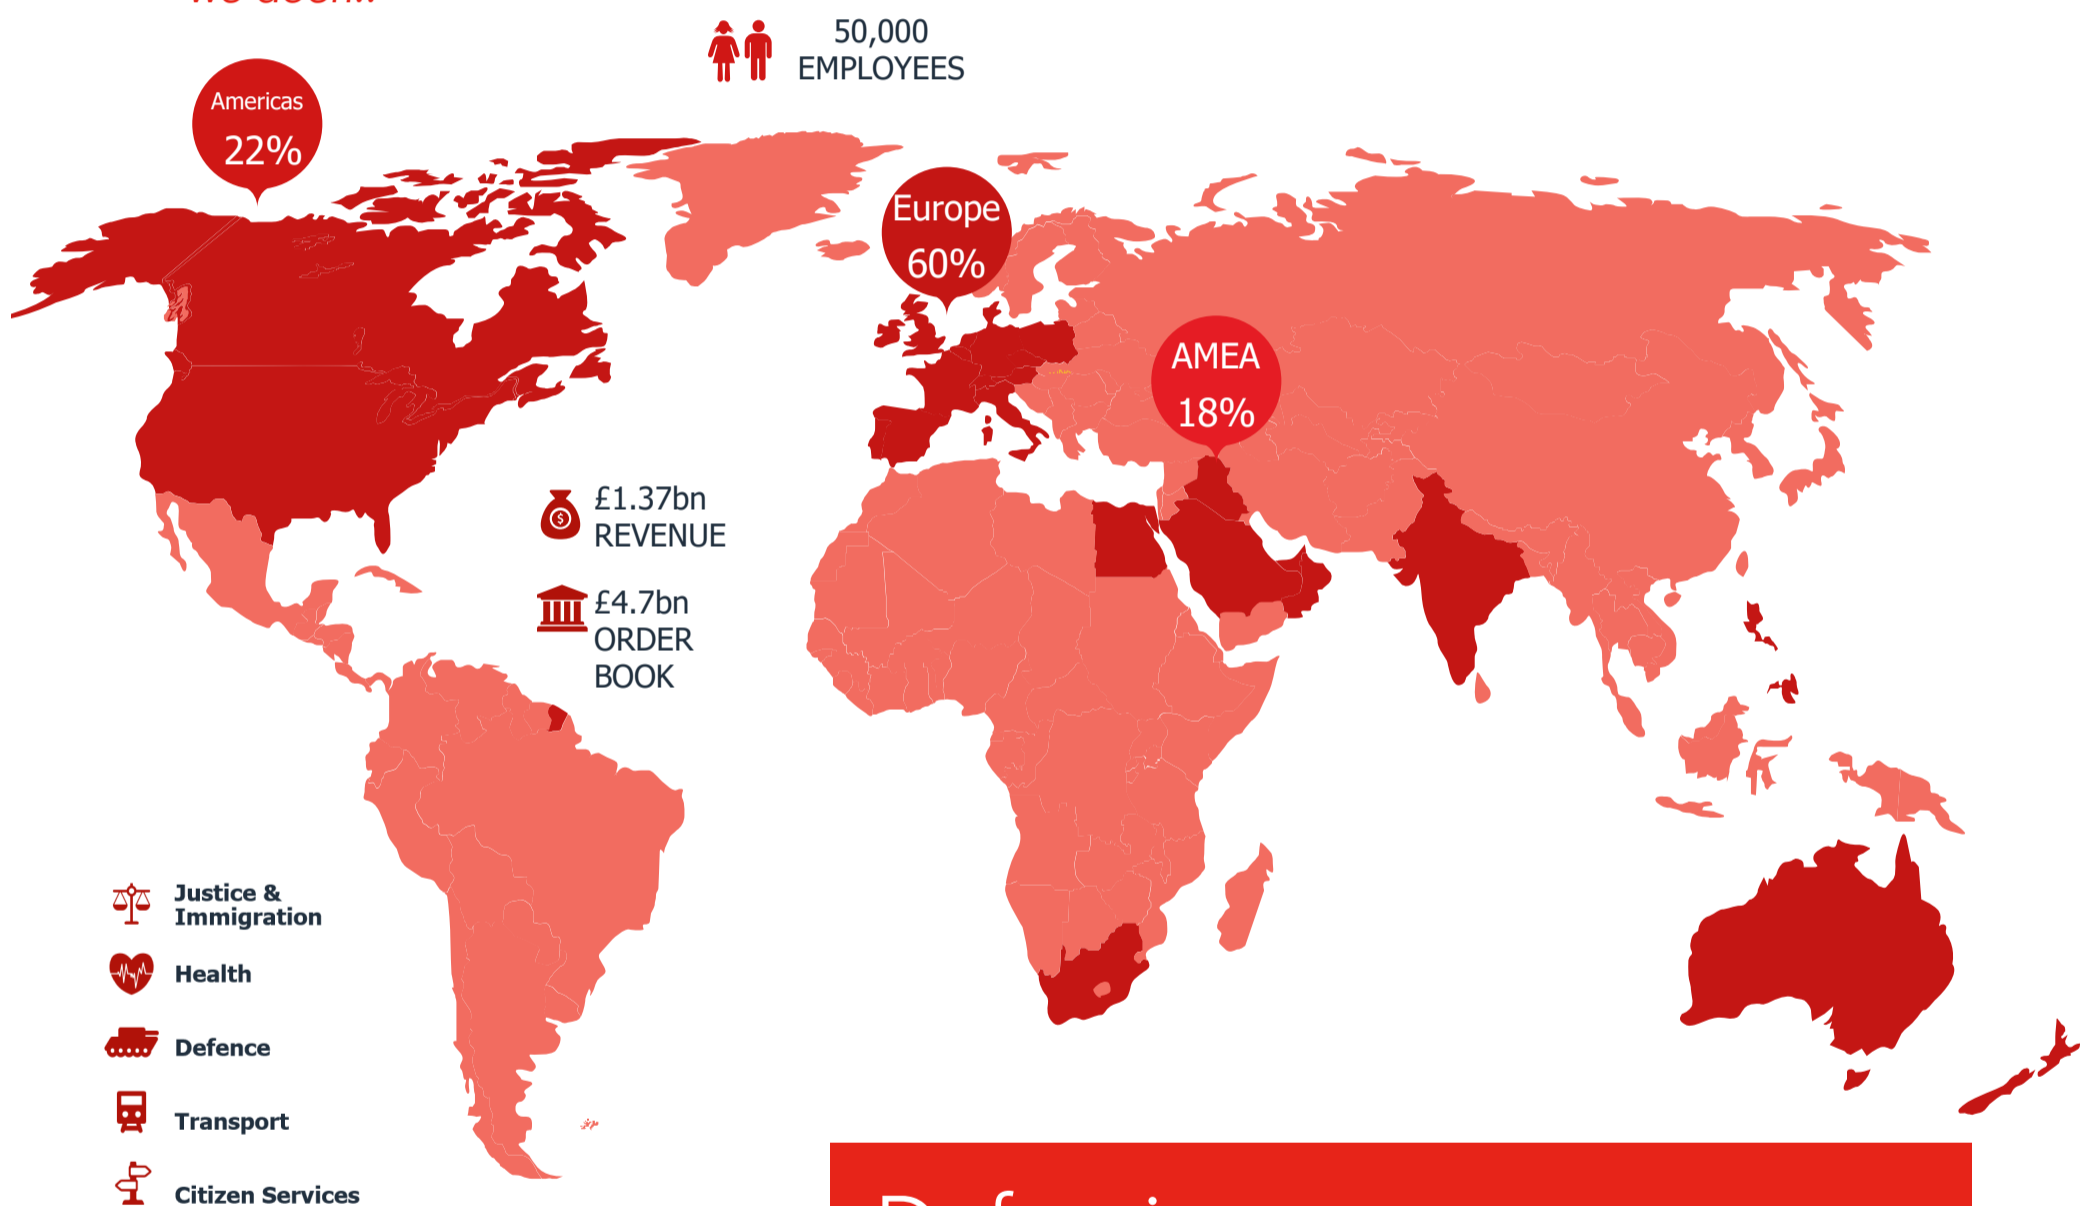 50,000
EMPLOYEES
Americas
22%
Europe
60%
AMEA
18%
£1.37bn
REVENUE
£4.7bn
ORDER
BOOK
Justice &
Immigration
Health
Defence
Transport
Citizen Services